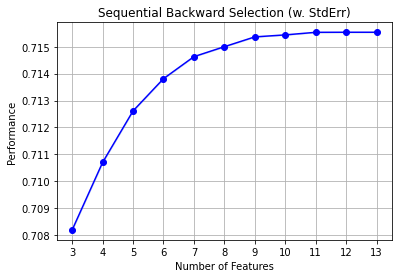 Sequential Backward Selection (w. StdErr)
0.715
0.714
0.713
0.712
0.711
0.710
0.709
0.708
Performance
3 4 5 6 7 8 9 10 11 12 13
Number of Features